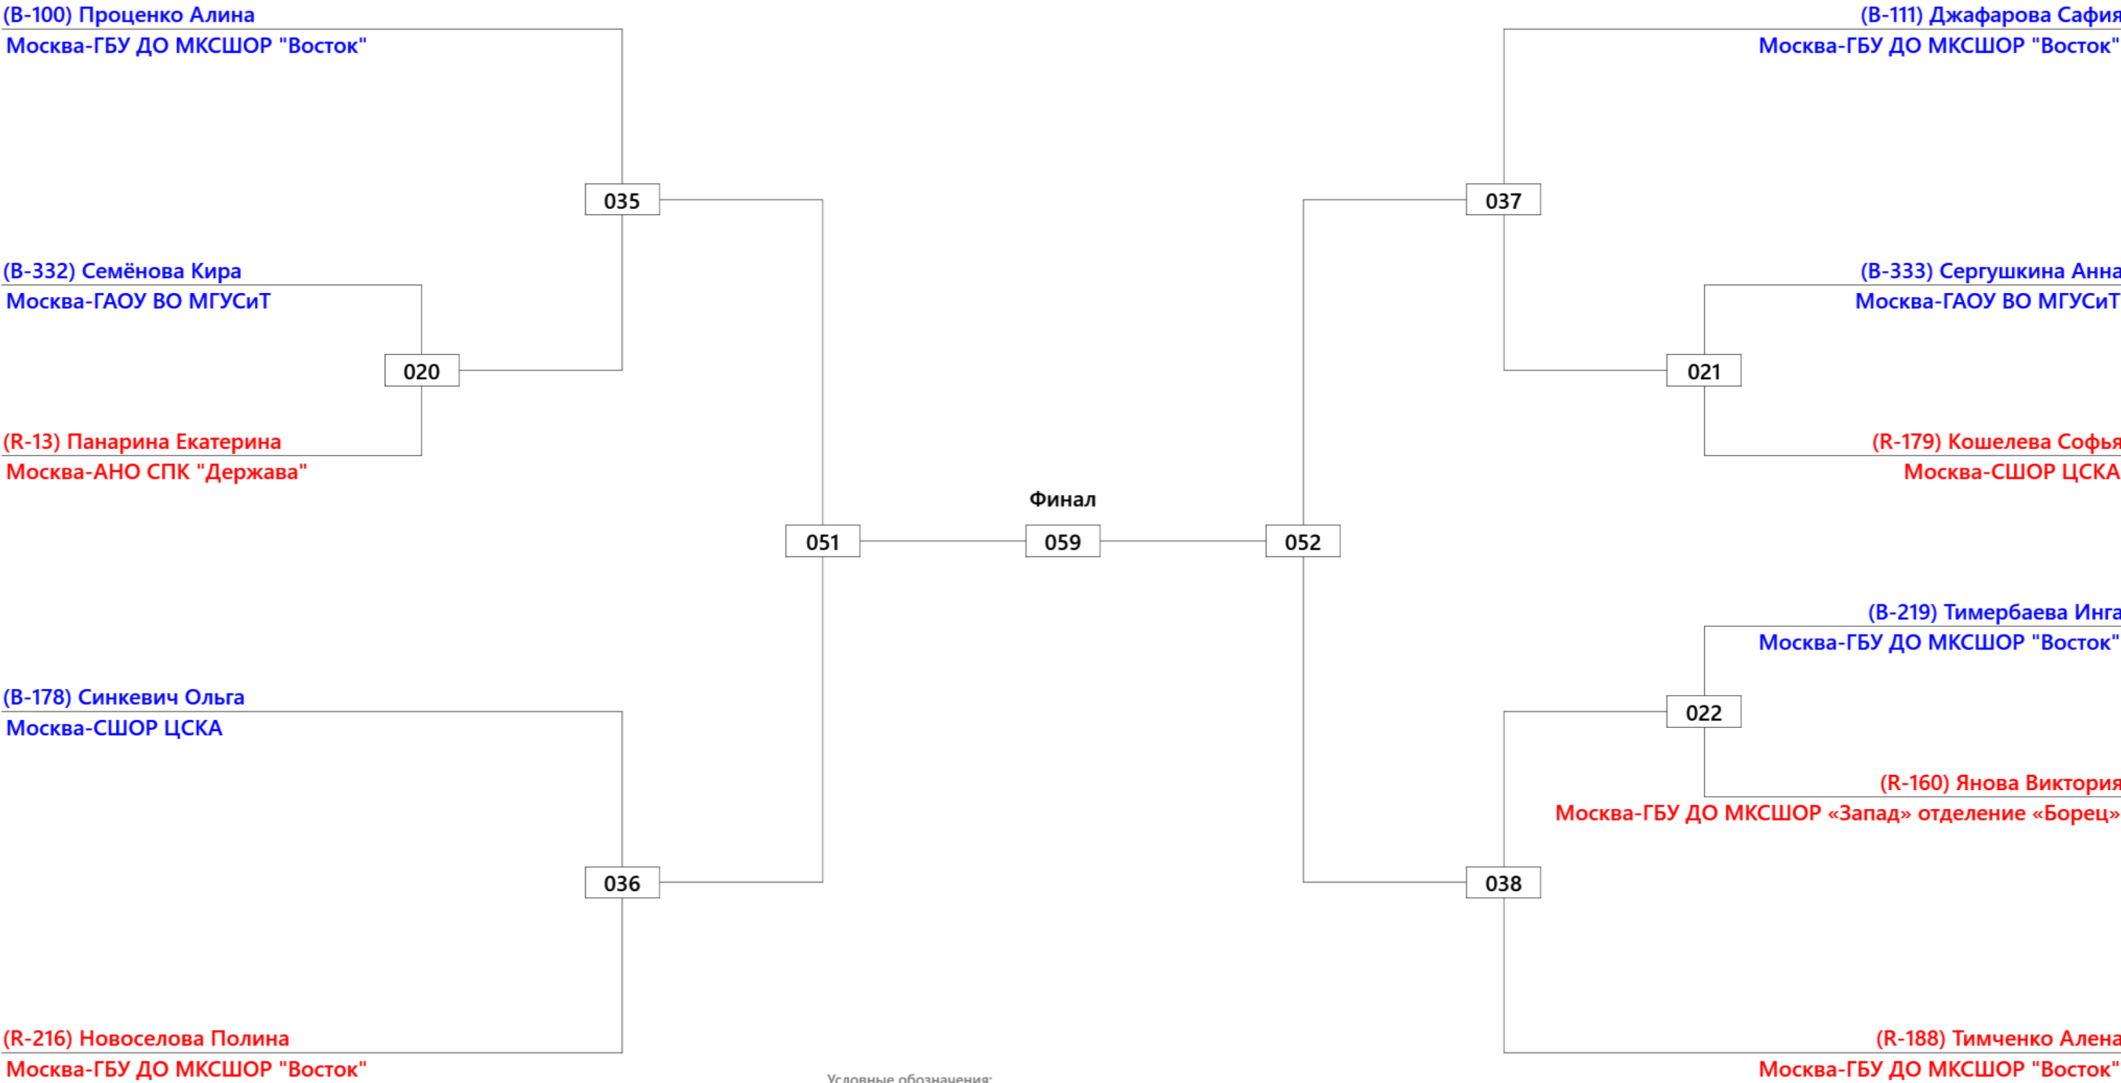 (B-100) Проценко Алина
Москва-ГБУ ДО МКСШОР "Восток"
035
(B-332) Семёнова Кира
Москва-ГАОУ ВО МГУСиТ
020
(R-13) Панарина Екатерина
Москва-АНО СПК "Держава"
051
(B-178) Синкевич Ольга
Москва-СШОР ЦСКА
036
(R-216) Новоселова Полина
Москва-ГБУ ДО МКСШОР "Восток"
Финал
059
(B-111) Джафарова Сафия
Москва-ГБУ ДО МКСШОР "Восток"
037
(B-333) Сергушкина Анна
Москва-ГАОУ ВО МГУСиТ
021
(R-179) Кошелева Софья
Москва-СШОР ЦСКА
052
(B-219) Тимербаева Инга
Москва-ГБУ ДО МКСШОР "Восток"
022
(R-160) Янова Виктория
Москва-ГБУ ДО МКСШОР «Запад» отделение «Борец»
038
(R-188) Тимченко Алена
Москва-ГБУ ДО МКСШОР "Восток"
Условные обозначения: